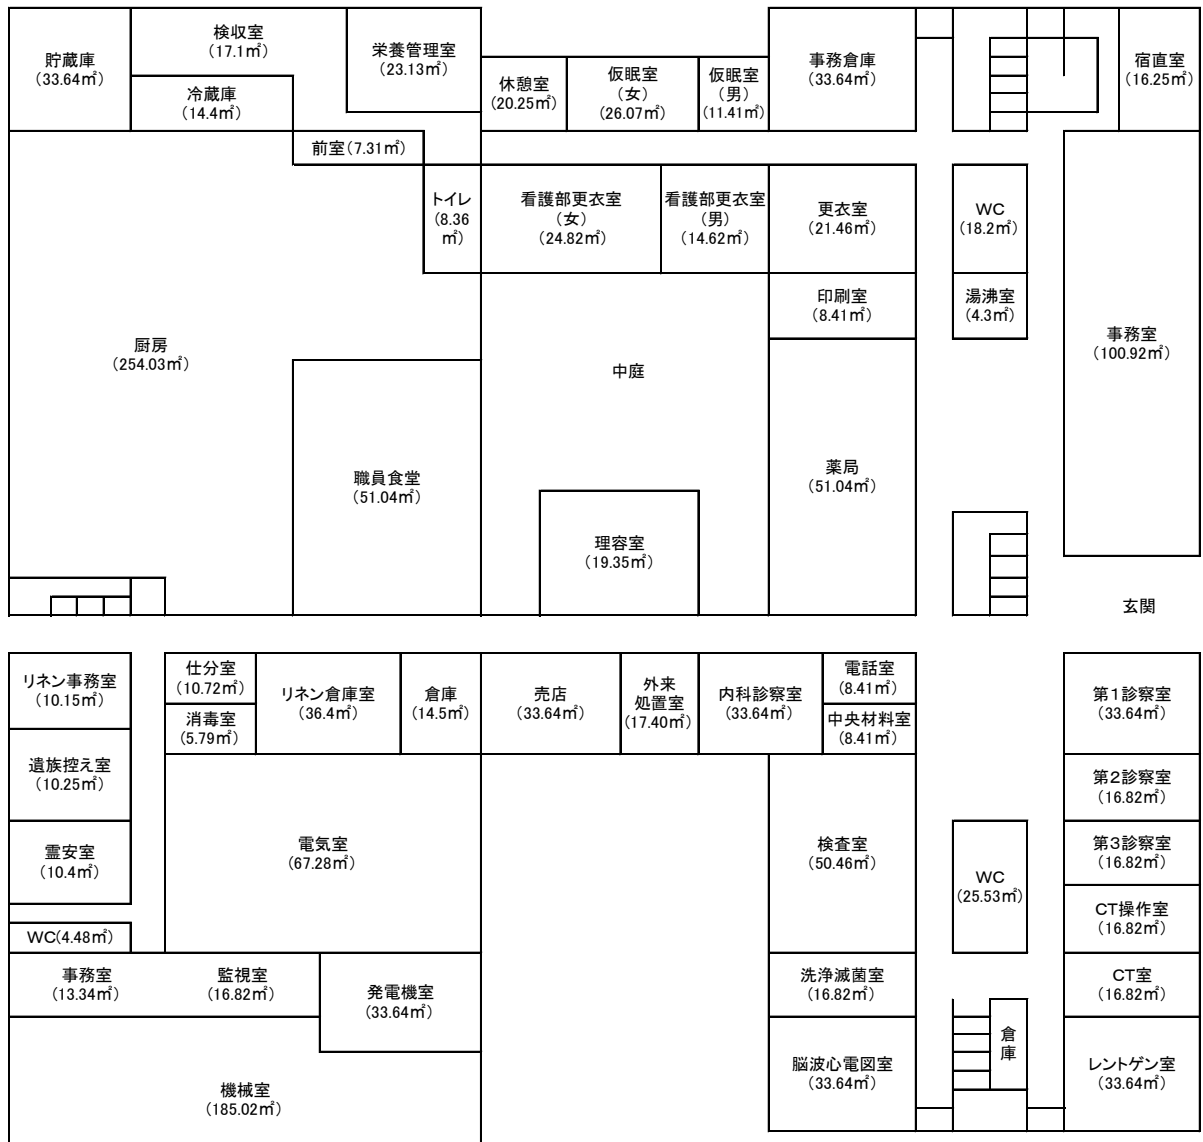 貯蔵庫
(33.64㎡)
検収室
(17.1㎡)
冷蔵庫
(14.4㎡)
栄養管理室
(23.13㎡)
休憩室
(20.25㎡)
仮眠室
(女)
(26.07㎡)
仮眠室
(男)
(11.41㎡)
事務倉庫
(33.64㎡)
宿直室
(16.25㎡)
前室(7.31㎡)
トイレ
(8.36
㎡)
看護部更衣室
(女)
(24.82㎡)
看護部更衣室
(男)
(14.62㎡)
更衣室
(21.46㎡)
WC
(18.2㎡)
印刷室
(8.41㎡)
湯沸室
(4.3㎡)
事務室
(100.92㎡)
厨房
(254.03㎡)
中庭
職員食堂
(51.04㎡)
薬局
(51.04㎡)
理容室
(19.35㎡)
玄関
リネン事務室
(10.15㎡)
仕分室
(10.72㎡)
消毒室
(5.79㎡)
リネン倉庫室
(36.4㎡)
倉庫
(14.5㎡)
売店
(33.64㎡)
外来
処置室
(17.40㎡)
内科診察室
(33.64㎡)
電話室
(8.41㎡)
中央材料室
(8.41㎡)
第1診察室
(33.64㎡)
遺族控え室
(10.25㎡)
第2診察室
(16.82㎡)
霊安室
(10.4㎡)
電気室
(67.28㎡)
検査室
(50.46㎡)
第3診察室
(16.82㎡)
WC
(25.53㎡)
CT操作室
(16.82㎡)
WC(4.48㎡)
事務室
(13.34㎡)
監視室
(16.82㎡)
発電機室
(33.64㎡)
洗浄滅菌室
(16.82㎡)
CT室
(16.82㎡)
倉
庫
機械室
(185.02㎡)
脳波心電図室
(33.64㎡)
レントゲン室
(33.64㎡)